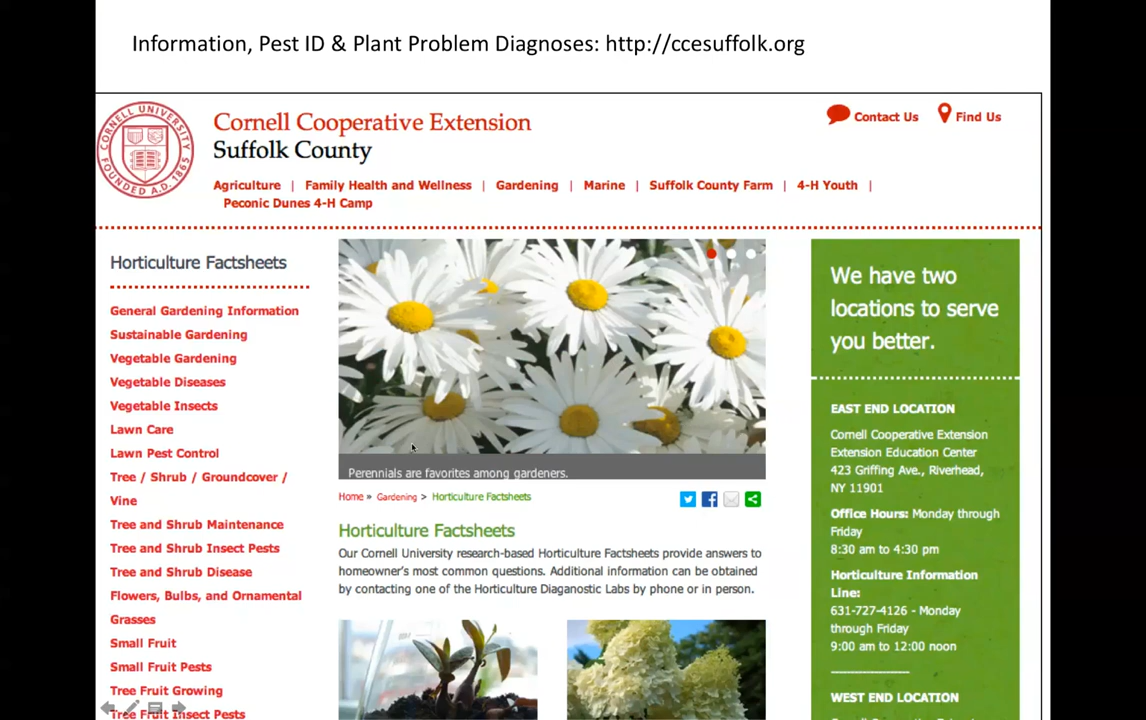 Information, Pest ID & Plant Problem Diagnoses: http://ccesuffolk.org
CORNELL UNIVERSITY
FOUNDED A.D. 1865
Cornell Cooperative Extension
Suffolk County
Contact Us
Find Us
Agriculture | Family Health and Wellness | Gardening | Marine | Suffolk County Farm | 4-H Youth |
Peconic Dunes 4-H Camp
Horticulture Factsheets
General Gardening Information
Sustainable Gardening
Vegetable Gardening
Vegetable Diseases
Vegetable Insects
Lawn Care
Lawn Pest Control
Tree / Shrub / Groundcover /
Vine
Tree and Shrub Maintenance
Tree and Shrub Insect Pests
Tree and Shrub Disease
Flowers, Bulbs, and Ornamental
Grasses
Small Fruit
Small Fruit Pests
Tree Fruit Growing
Tree Fruit Insect Pests
Perennials are favorites among gardeners.
Home » Gardening > Horticulture Factsheets
Horticulture Factsheets
Our Cornell University research-based Horticulture Factsheets provide answers to
homeowner's most common questions. Additional information can be obtained
by contacting one of the Horticulture Diaganostic Labs by phone or in person.
We have two
locations to serve
you better.
EAST END LOCATION
Cornell Cooperative Extension
Extension Education Center
423 Griffing Ave., Riverhead,
NY 11901
Office Hours: Monday through
Friday
8:30 am to 4:30 pm
Horticulture Information
Line:
631-727-4126 - Monday
through Friday
9:00 am to 12:00 noon
WEST END LOCATION